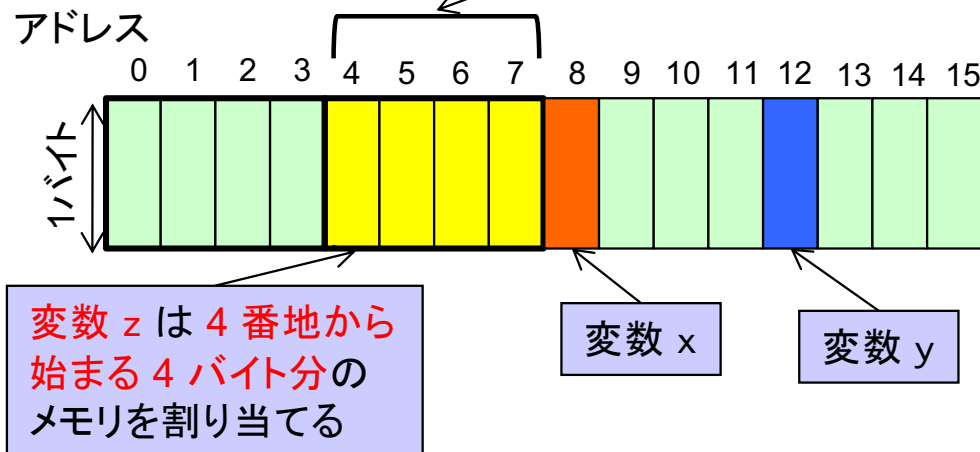 アドレス
0 1 2 3 4 5 6 7 8 9 10 11 12 13 14 15
1バイト
変数 z は 4 番地から
始まる 4 バイト分の
メモリを割り当てる
変数 x
変数 y